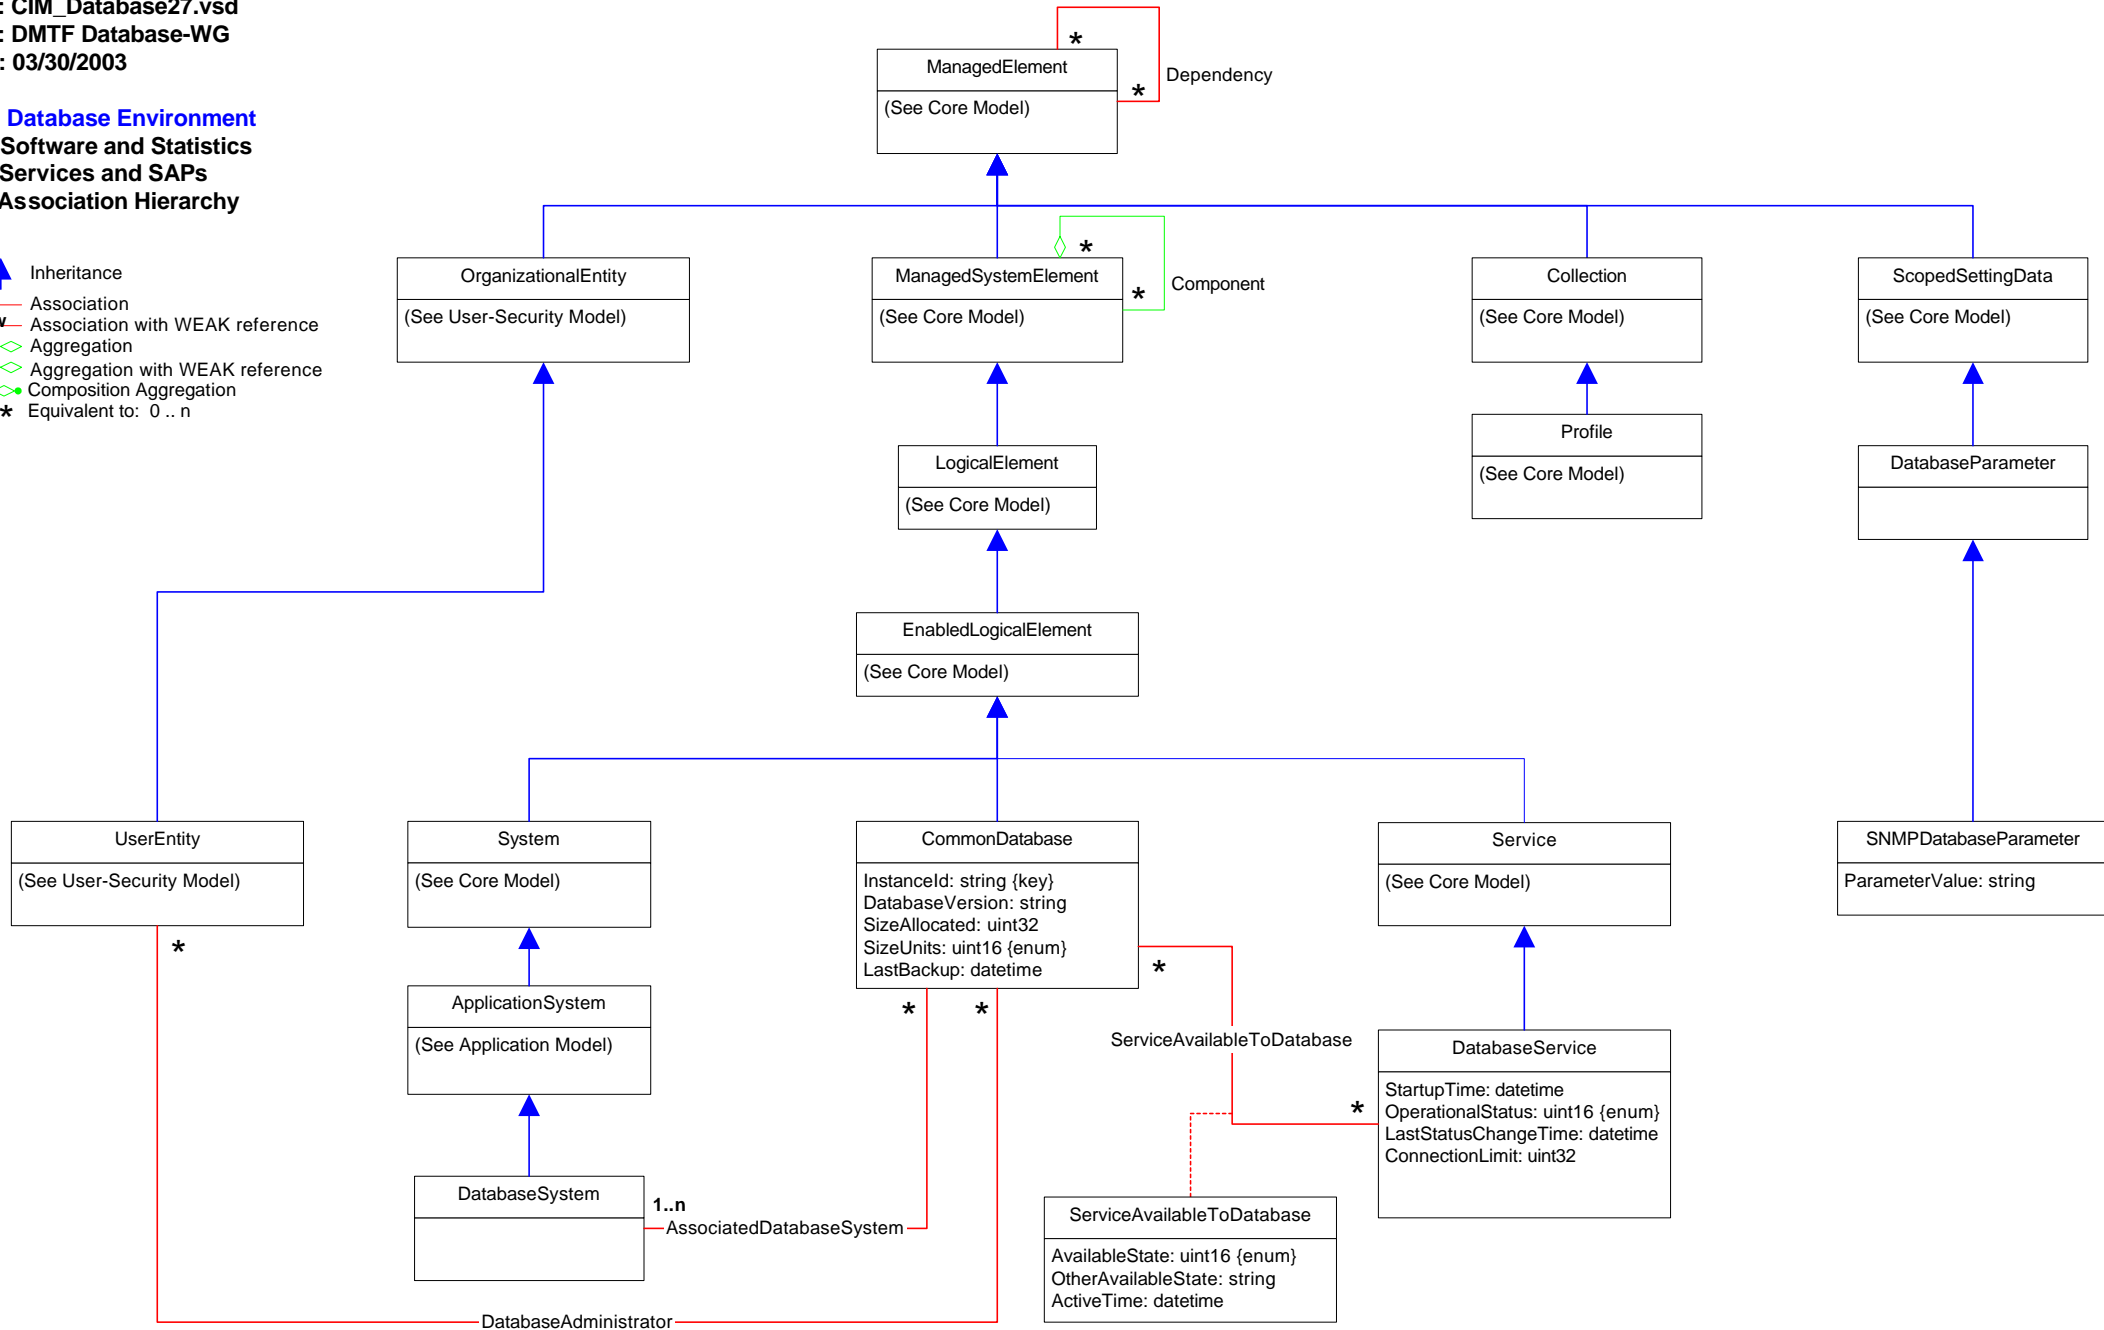 : CIM_Database27.vsd
: DMTF Database-WG
: 03/30/2003
Database Environment
Software and Statistics
Services and SAPs
Association Hierarchy
Inheritance
Association
Association with WEAK reference
Aggregation
Aggregation with WEAK reference
Composition Aggregation
* Equivalent to: 0 .. n
ManagedElement
(See Core Model)
*
*
Dependency
OrganizationalEntity
(See User-Security Model)
ManagedSystemElement
(See Core Model)
*
*
Component
Collection
(See Core Model)
ScopedSettingData
(See Core Model)
Profile
(See Core Model)
LogicalElement
(See Core Model)
DatabaseParameter
EnabledLogicalElement
(See Core Model)
UserEntity
(See User-Security Model)
*
System
(See Core Model)
CommonDatabase
InstanceId: string {key}
DatabaseVersion: string
SizeAllocated: uint32
SizeUnits: uint16 {enum}
LastBackup: datetime
*
*
*
Service
(See Core Model)
SNMPDatabaseParameter
ParameterValue: string
ApplicationSystem
(See Application Model)
ServiceAvailableToDatabase
*
DatabaseService
StartupTime: datetime
OperationalStatus: uint16 {enum}
LastStatusChangeTime: datetime
ConnectionLimit: uint32
DatabaseSystem
1..n
AssociatedDatabaseSystem
ServiceAvailableToDatabase
AvailableState: uint16 {enum}
OtherAvailableState: string
ActiveTime: datetime
DatabaseAdministrator